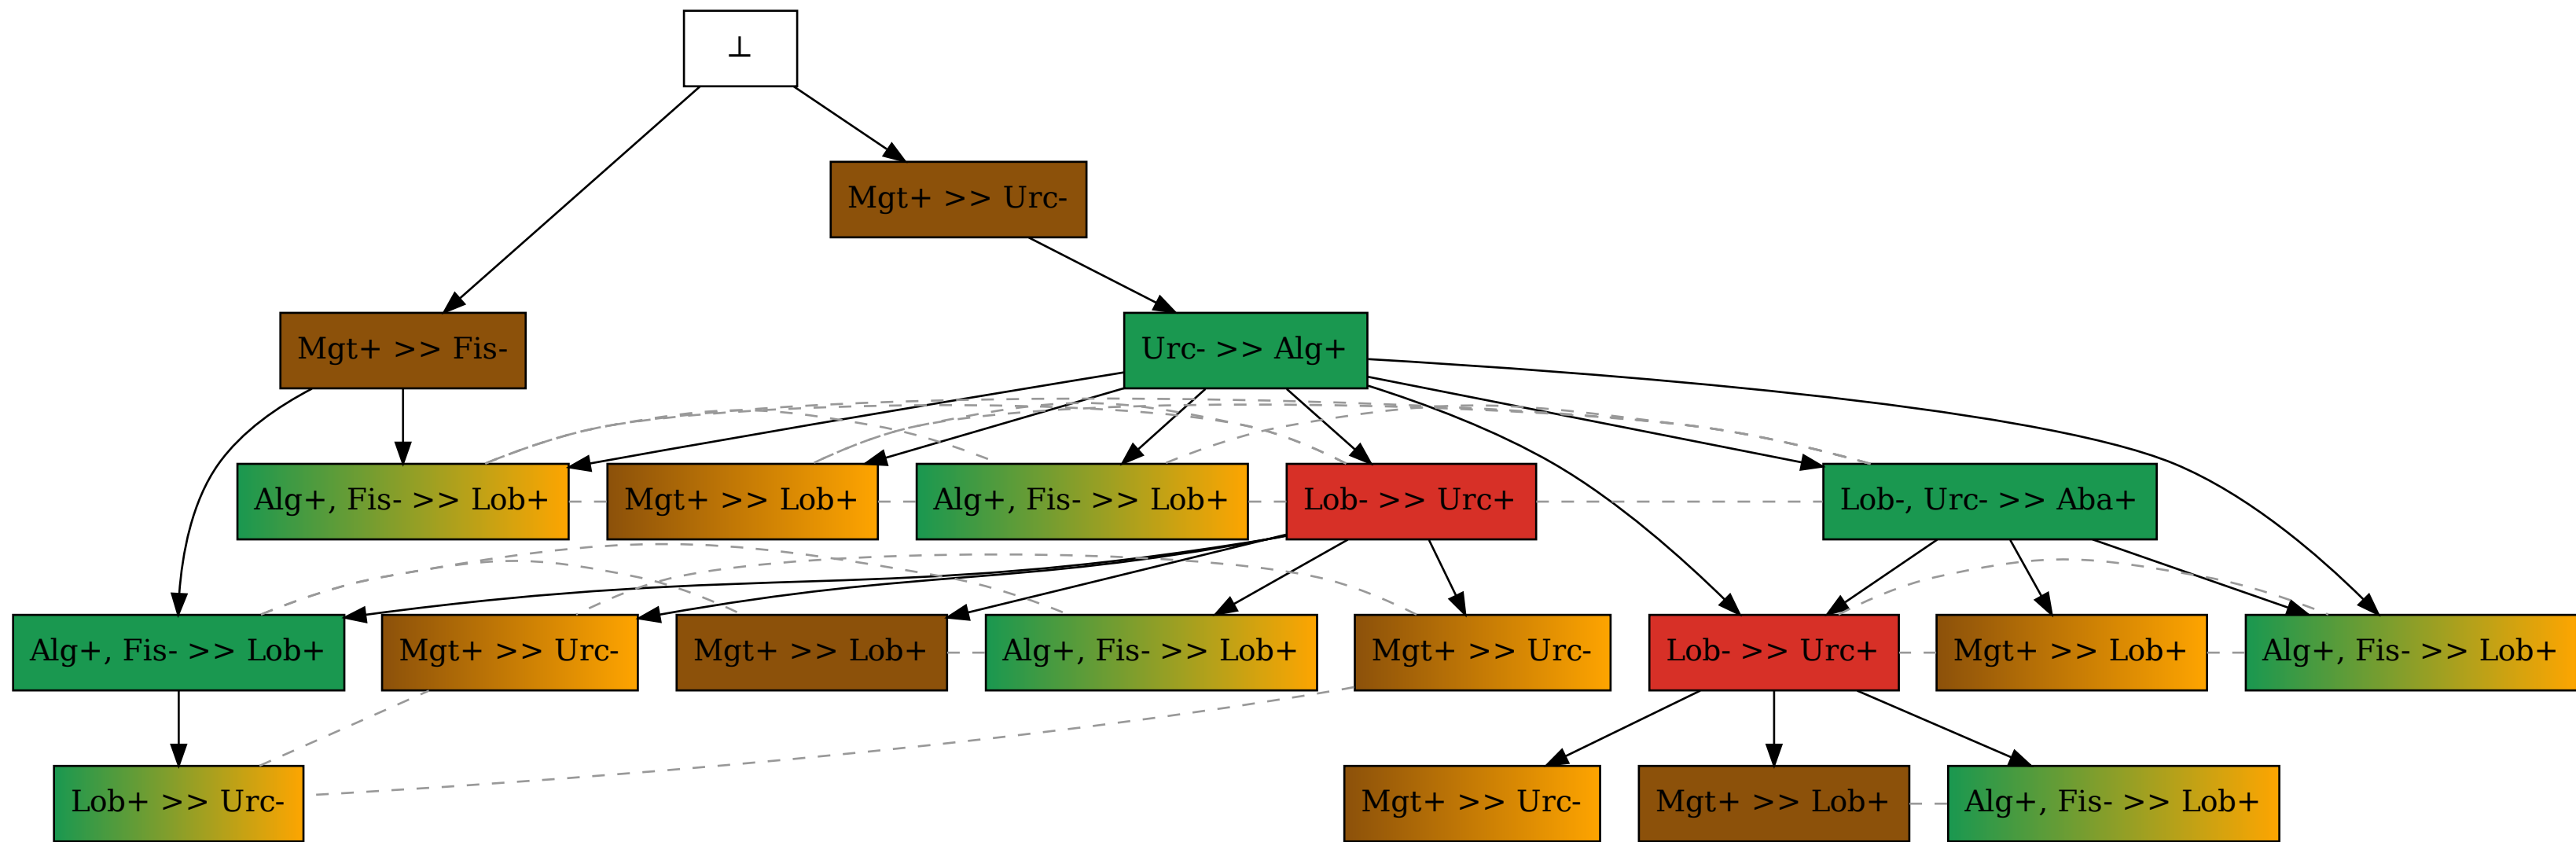 ⊥
Mgt+ >> Urc-
Mgt+ >> Fis-
Urc- >> Alg+
Alg+, Fis- >> Lob+
Mgt+ >> Lob+
Alg+, Fis- >> Lob+
Lob- >> Urc+
Lob-, Urc- >> Aba+
Alg+, Fis- >> Lob+
Mgt+ >> Urc-
Mgt+ >> Lob+
Alg+, Fis- >> Lob+
Mgt+ >> Urc-
Lob- >> Urc+
Mgt+ >> Lob+
Alg+, Fis- >> Lob+
Lob+ >> Urc-
Mgt+ >> Urc-
Mgt+ >> Lob+
Alg+, Fis- >> Lob+